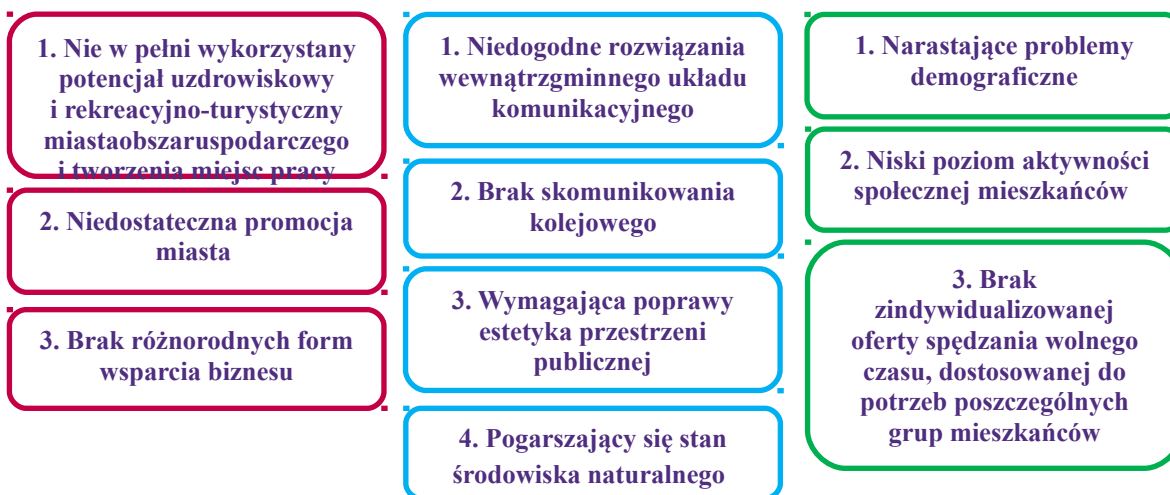 1. Nie w pełni wykorzystany
potencjał uzdrowiskowy
i rekreacyjno-turystyczny
miastaobszaruspodarczego
i tworzenia miejsc pracy
2. Niedostateczna promocja
miasta
3. Brak różnorodnych form
wsparcia biznesu
1. Niedogodne rozwiązania
wewnątrzgminnego układu
komunikacyjnego
2. Brak skomunikowania
kolejowego
3. Wymagająca poprawy
estetyka przestrzeni
publicznej
4. Pogarszający się stan
środowiska naturalnego
1. Narastające problemy
demograficzne
2. Niski poziom aktywności
społecznej mieszkańców
3. Brak
zindywidualizowanej
oferty spędzania wolnego
czasu, dostosowanej do
potrzeb poszczególnych
grup mieszkańców